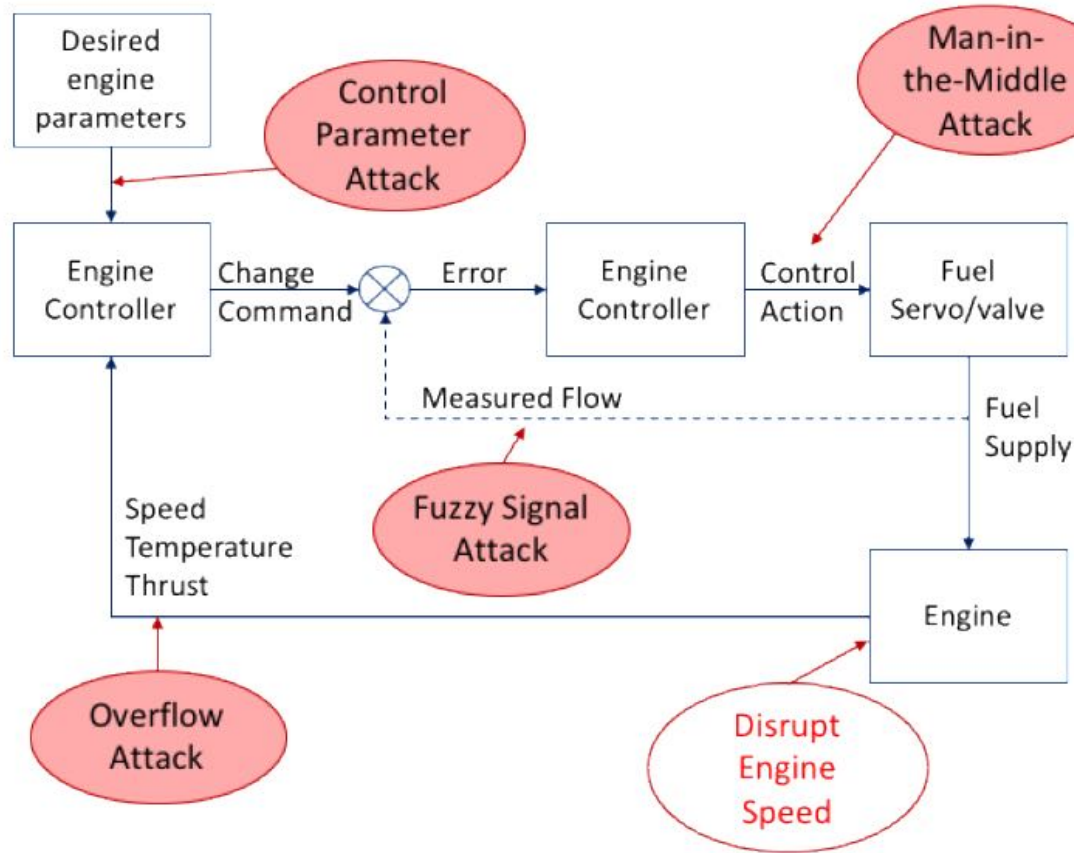 Desired
engine
parameters
Control
Parameter
Attack
Man-in-
the-Middle
Attack
Engine
Controller
Change
Command
Error
Engine
Controller
Control
Action
Fuel
Servo/valve
Measured Flow
Fuel
Supply
Fuzzy Signal
Attack
Speed
Temperature
Thrust
Engine
Overflow
Attack
Disrupt
Engine
Speed